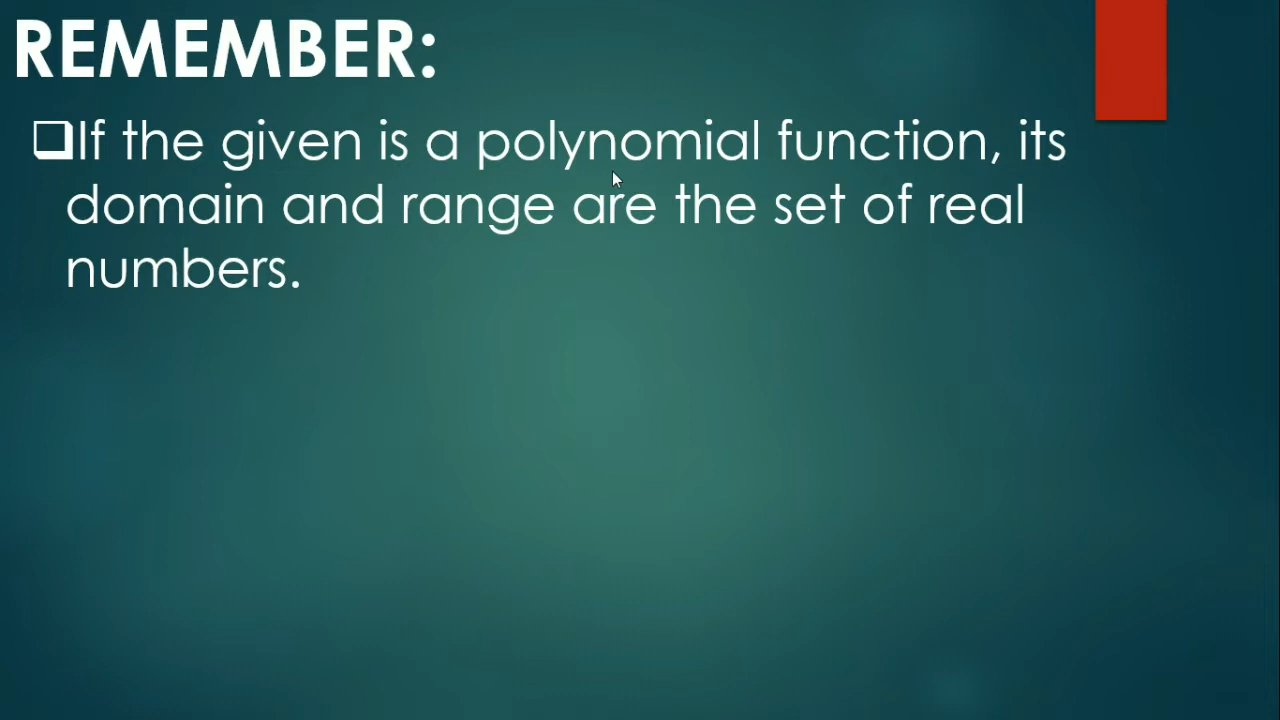 REMEMBER:
❑If the given is a polynomial function, its
domain and range are the set of real
numbers.